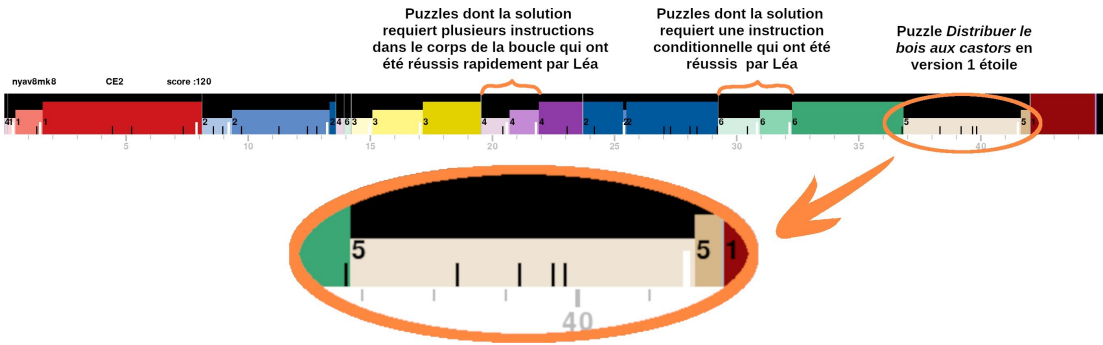 Puzzles dont la solution
requiert plusieurs instructions
dans le corps de la boucle qui ont
été réussis rapidement par Léa
Puzzles dont la solution
requiert une instruction
conditionnelle qui ont été
réussis par Léa
Puzzle Distribuer le
bois aux castors en
version 1 étoile
nyav8mk8 CE2 score :120
4 1 1 1 2 2 2 4 6 3 3 3 4 4 4 2 2 2 6 6 6 5 5 1
5 15 20 25 30 35 40
5 5 1
40